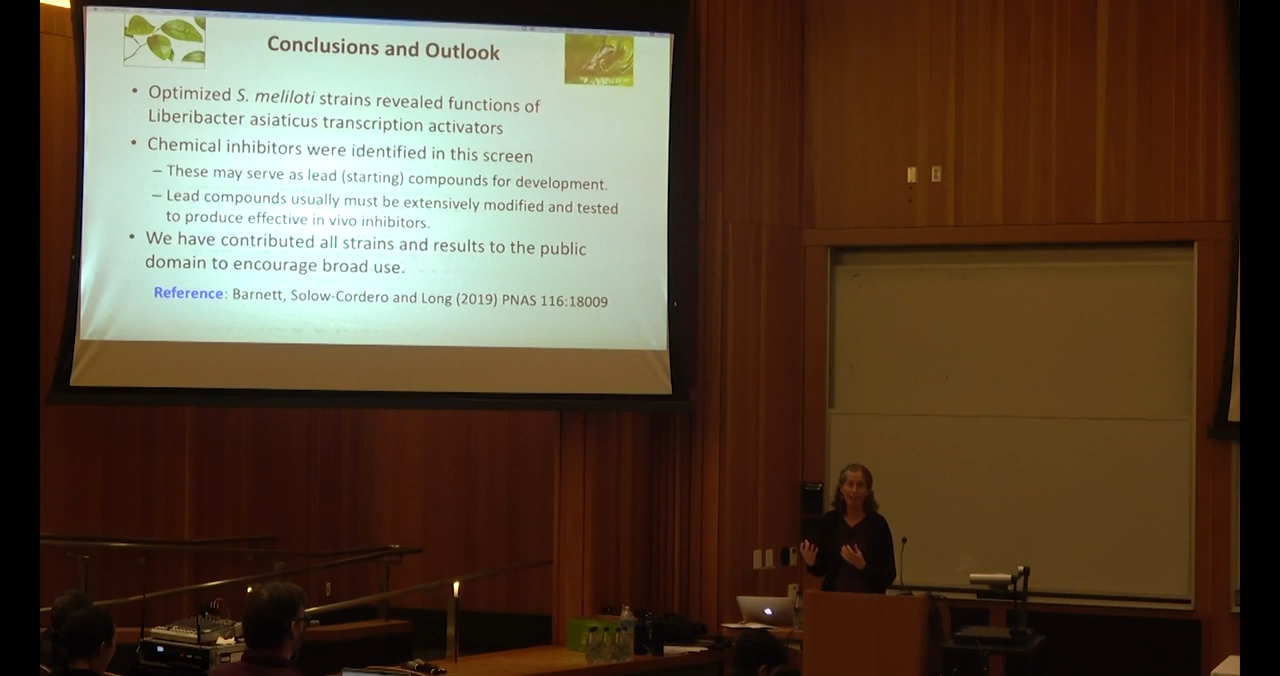 Conclusions and Outlook
• Optimized S. meliloti strains revealed functions of
Liberibacter asiaticus transcription activators
• Chemical inhibitors were identified in this screen
– These may serve as lead (starting) compounds for development.
– Lead compounds usually must be extensively modified and tested
to produce effective in vivo inhibitors.
• We have contributed all strains and results to the public
domain to encourage broad use.
Reference: Barnett, Solow-Cordero and Long (2019) PNAS 116:18009